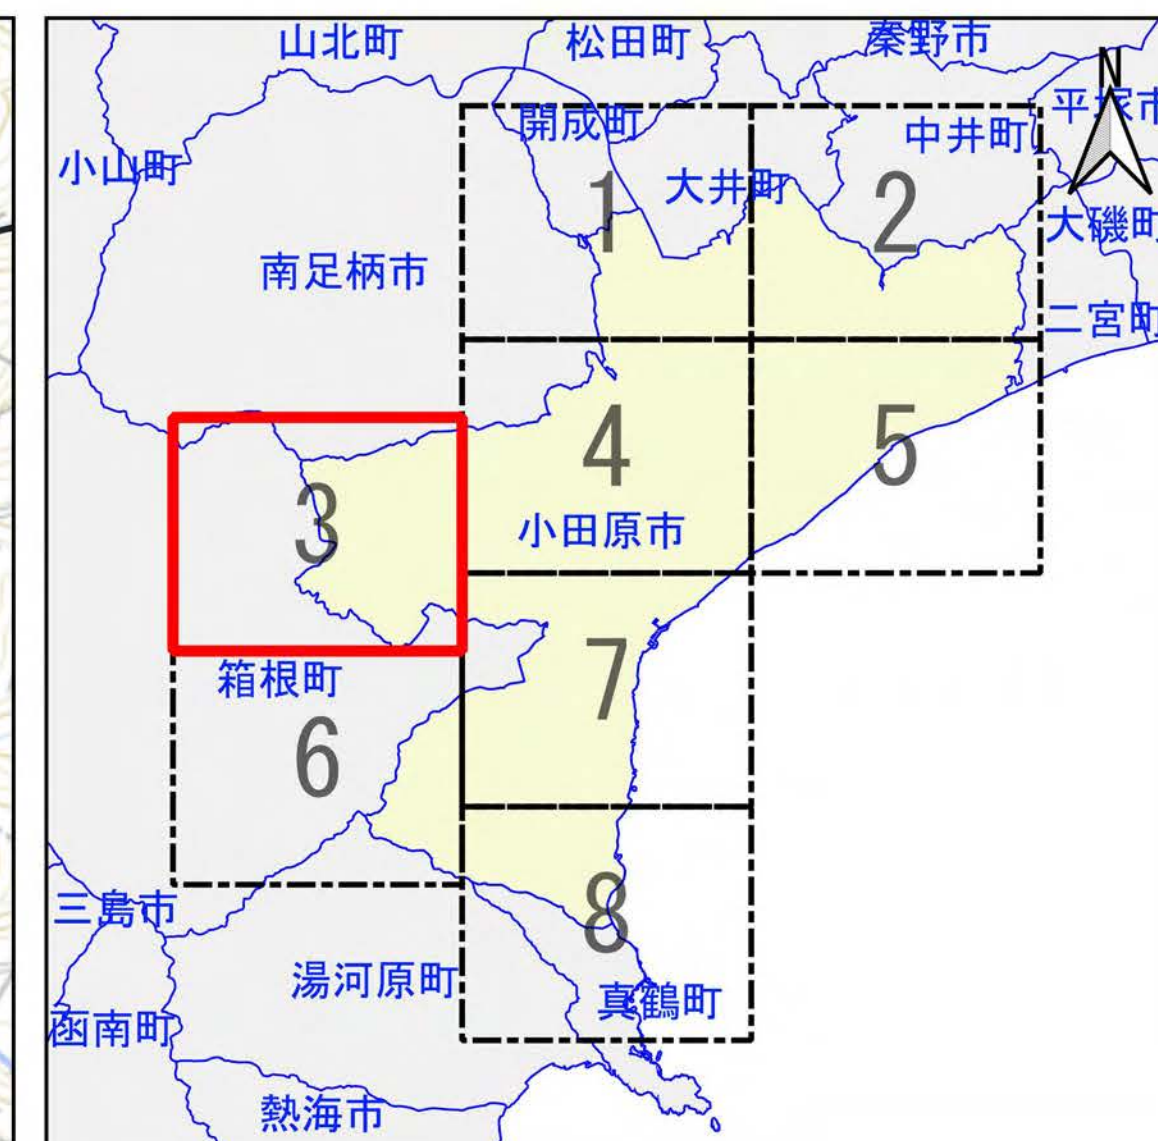 山北町
松田町
秦野市
N
平塚市
開成町
中井町
小山町
大井町
1
2
大磯町
南足柄市
二宮町
4
5
3
小田原市
箱根町
7
6
三島市
8
湯河原町
真鶴町
函南町
熱海市